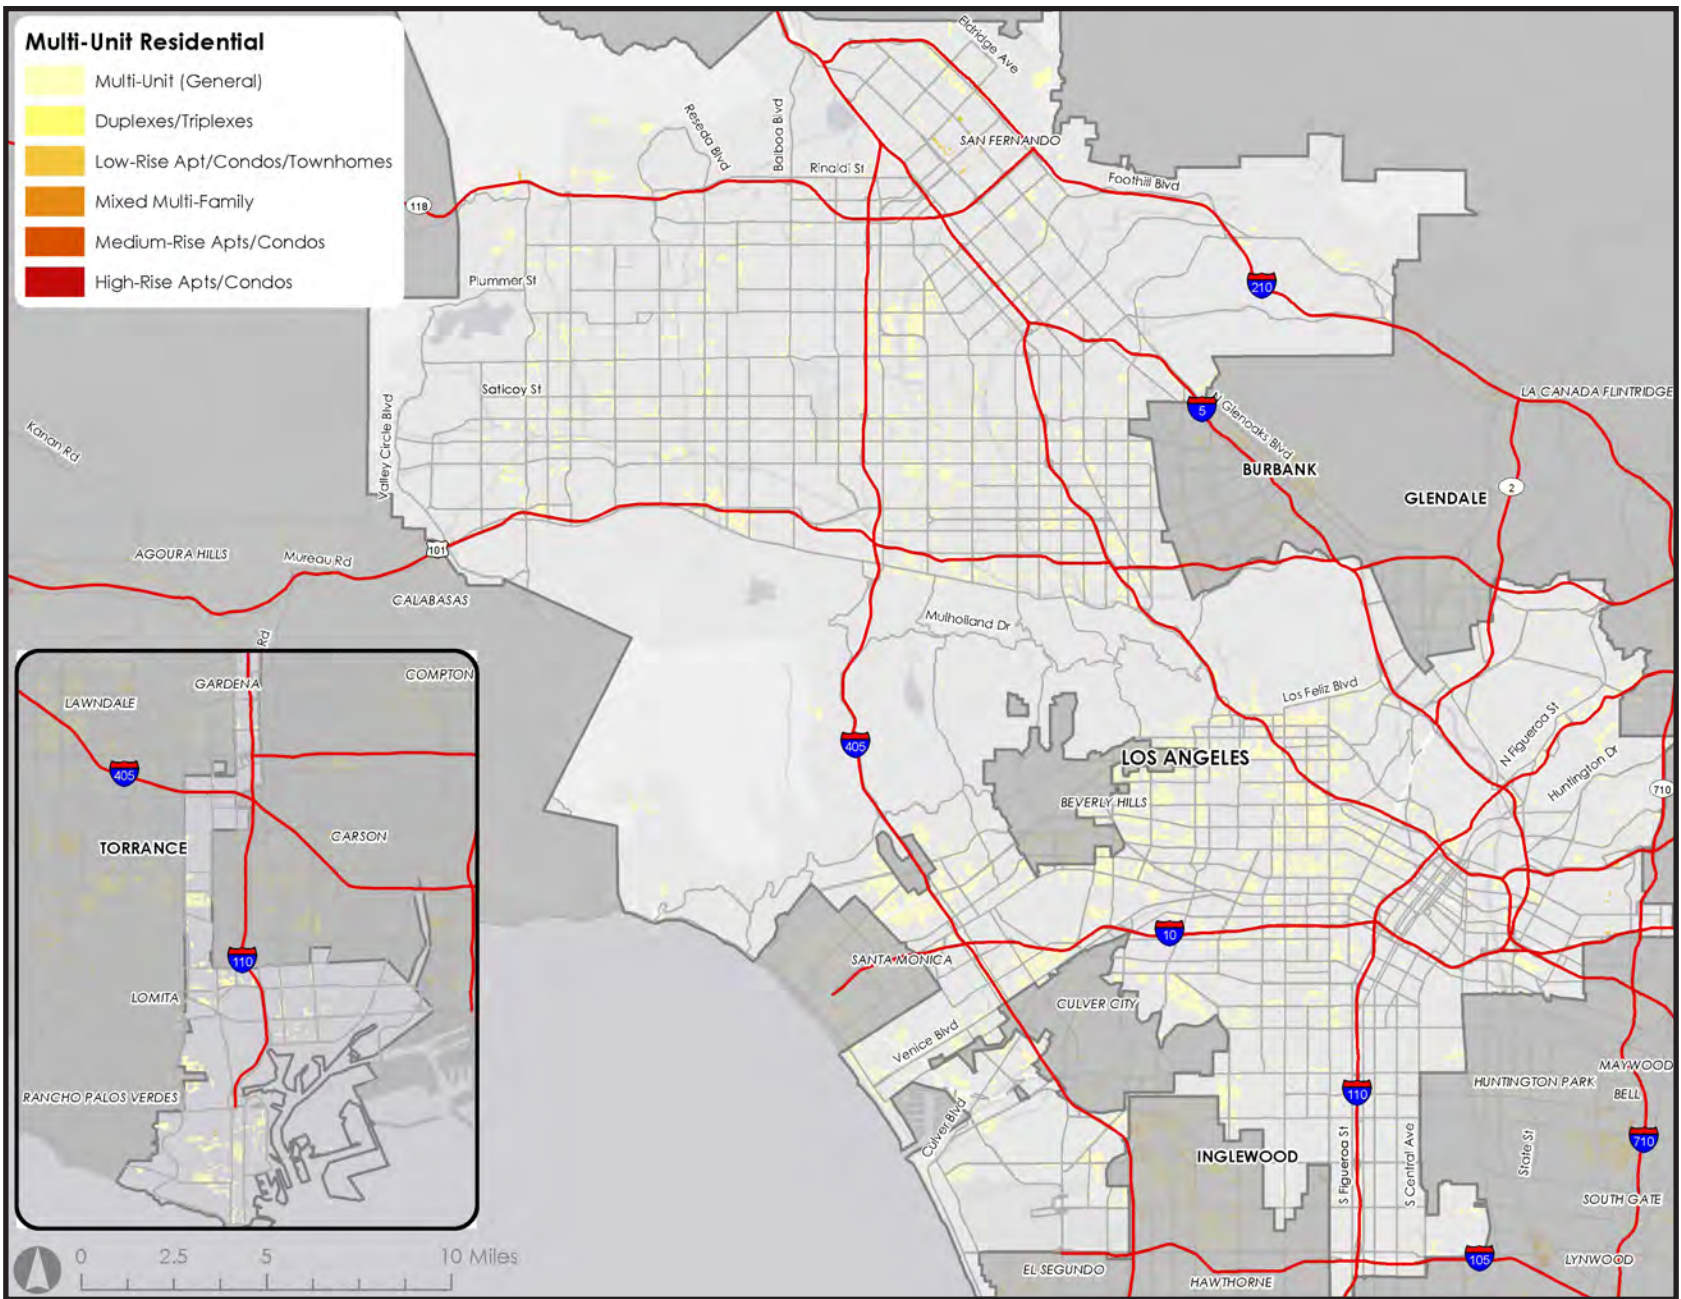 Multi-Unit Residential
Multi-Unit (General)
Duplexes/Triplexes
Low-Rise Apt/Condos/Townhomes
Mixed Multi-Family
Medium-Rise Apts/Condos
High-Rise Apts/Condos
Eldridge Ave
Reseda Blvd
Balboa Blvd
SAN FERNANDO
Rinaldi St
Foothill Blvd
118
Plummer St
210
Saticoy St
LA CANADA FLINTRIDGE
Valley Circle Blvd
5
N Glenoaks Blvd
Kanan Rd
BURBANK
GLENDALE
2
101
AGOURA HILLS
Mureau Rd
CALABASAS
Mulholland Dr
Rd
Los Feliz Blvd
N Figueroa St
405
LOS ANGELES
Huntington Dr
710
BEVERLY HILLS
10
SANTA MONICA
CULVER CITY
Venice Blvd
MAYWOOD
HUNTINGTON PARK
BELL
110
Culver Blvd
710
INGLEWOOD
S Figueroa St
S Central Ave
State St
SOUTH GATE
105
LYNWOOD
EL SEGUNDO
HAWTHORNE
COMPTON
GARDENA
LAWNDALE
405
CARSON
TORRANCE
110
LOMITA
RANCHO PALOS VERDES
0 2.5 5 10 Miles